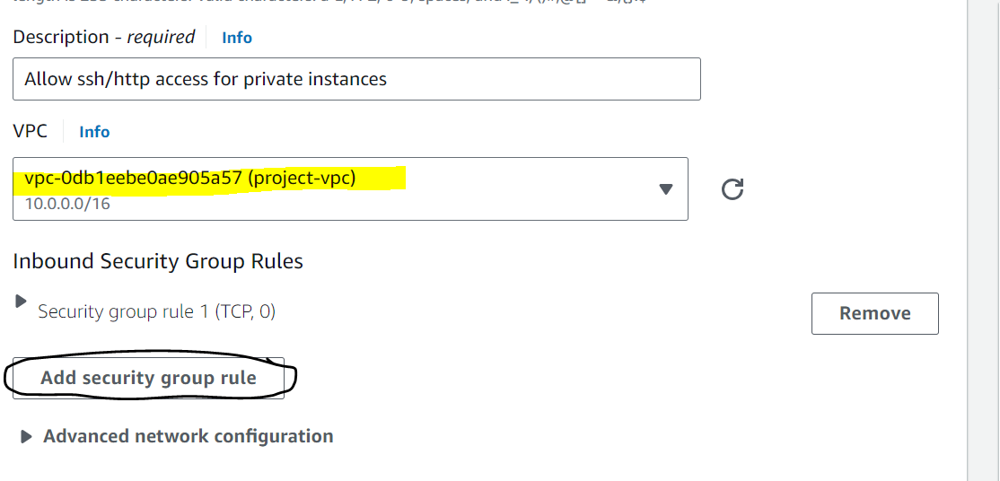 Description - required Info
Allow ssh/http access for private instances
VPC Info
vpc-0db1eebe0ae905a57 (project-vpc)
10.0.0.0/16
Inbound Security Group Rules
Security group rule 1 (TCP, 0)
Remove
Add security group rule
Advanced network configuration